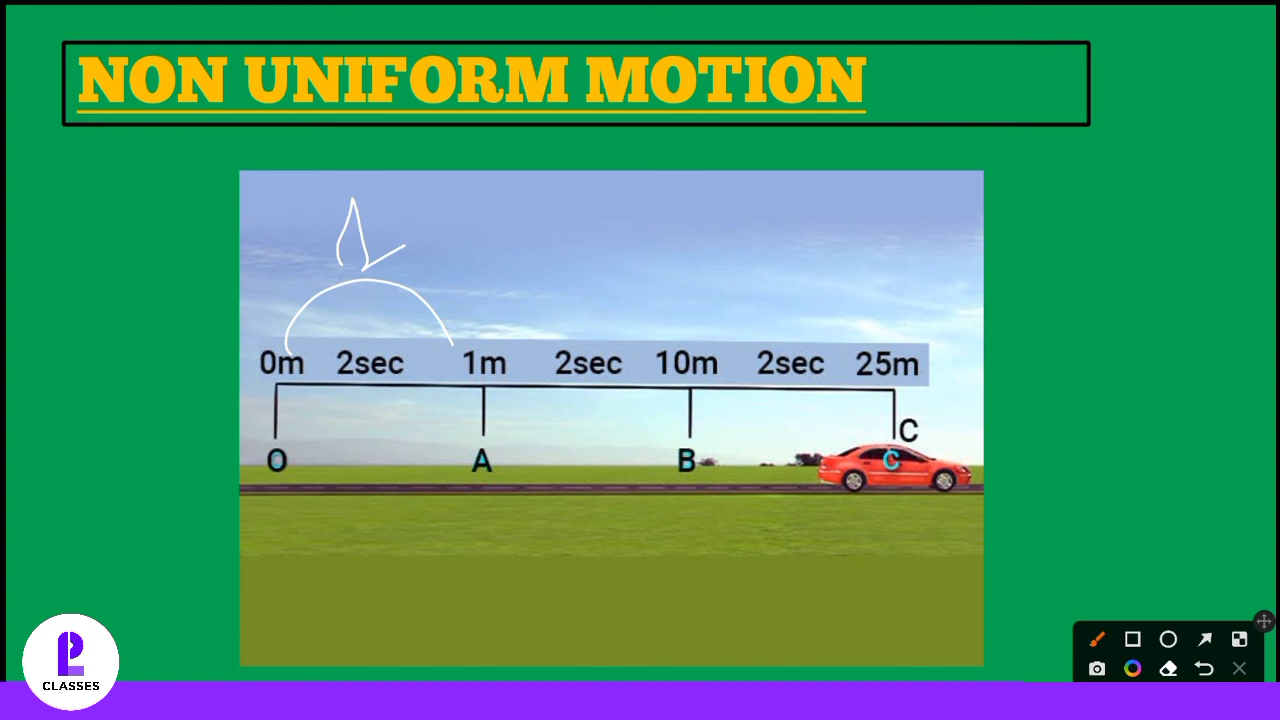 NON UNIFORM MOTION
0m 2sec 1m 2sec 10m 2sec 25m
C
O A B C
CLASSES